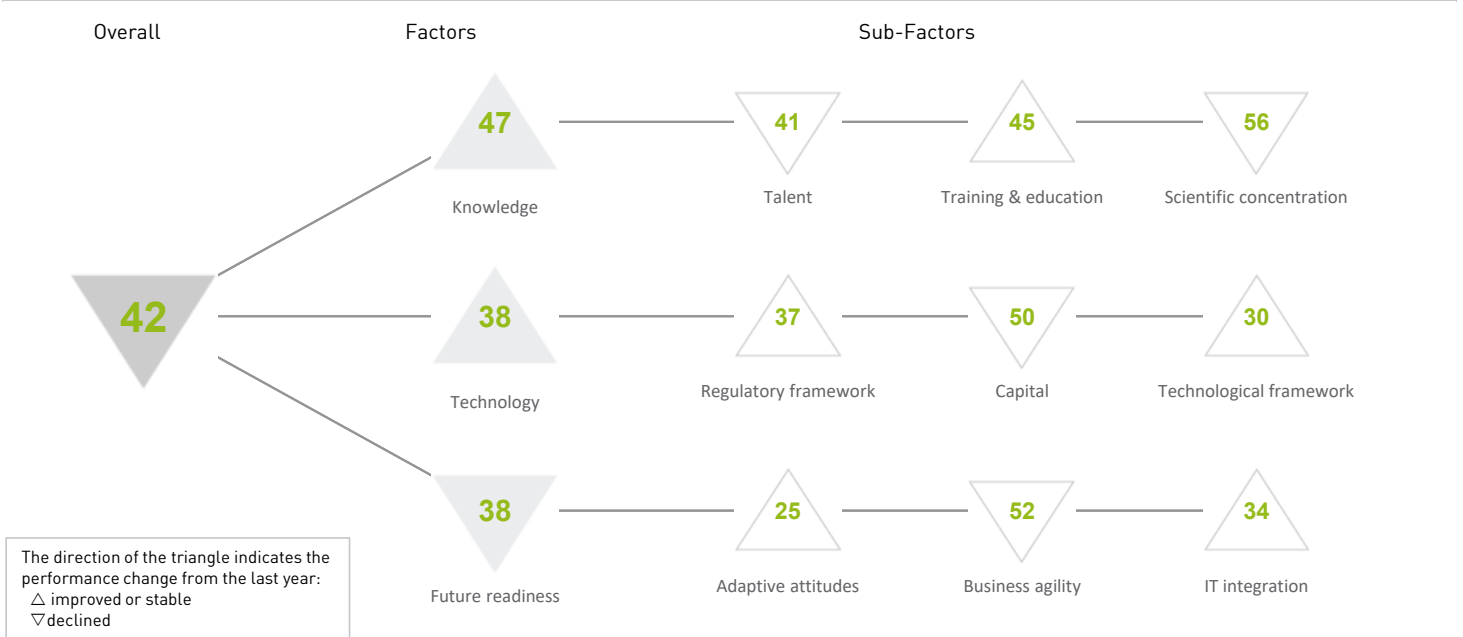 Overall Factors Sub-Factors
47 41 45 56
Knowledge Talent Training & education Scientific concentration
42
38 37 50 30
Technology Regulatory framework Capital Technological framework
38 25 52 34
Future readiness Adaptive attitudes Business agility IT integration
The direction of the triangle indicates the
performance change from the last year:
△ improved or stable
▽ declined